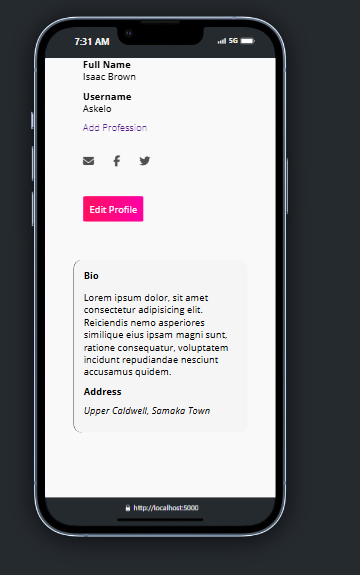 7:31 AM
5G
Full Name
Isaac Brown
Username
Askelo
Add Profession
Edit Profile
Bio
Lorem ipsum dolor, sit amet
consectetur adipisicing elit.
Reiciendis nemo asperiores
similique eius ipsam magni sunt,
ratione consequatur, voluptatem
incidunt repudiandae nesciunt
accusamus quidem.
Address
Upper Caldwell, Samaka Town
http://localhost:5000